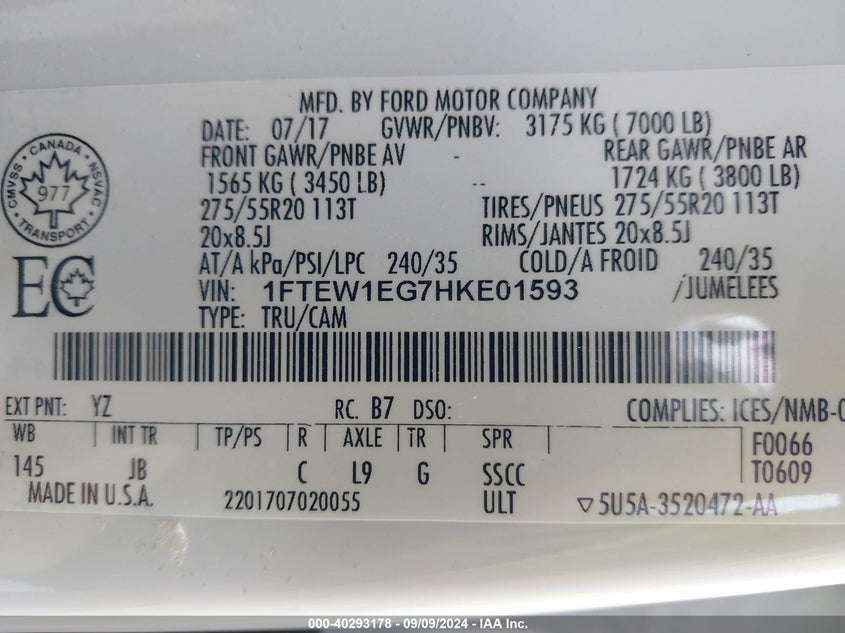 MFD. BY FORD MOTOR COMPANY
DATE: 07/17 GVWR/PNBV: 3175 KG ( 7000 LB)
FRONT GAWR/PNBE AV - REAR GAWR/PNBE AR
1565 KG ( 3450 LB) -- 1724 KG ( 3800 LB)
275/55R20 113T TIRES/PNEUS 275/55R20 113T
20x8.5J RIMS/JANTES 20x8.5J
AT/A kPa/PSI/LPC 240/35 COLD/A FROID 240/35
VIN: 1FTEW1EG7HKE01593 /JUMELEES
TYPE: TRU/CAM
CMVSS · CANADA · NSVAC
977
TRANSPORT
EC
EXT PNT: YZ RC. B7 DSO: COMPLIES: ICES/NMB-0
WB INT TR TP/PS R AXLE TR SPR F0066
145 JB C L9 G SSCC T0609
MADE IN U.S.A. 2201707020055 ULT ▽5U5A-3520472-AA
000-40293178 - 09/09/2024 - IAA Inc.